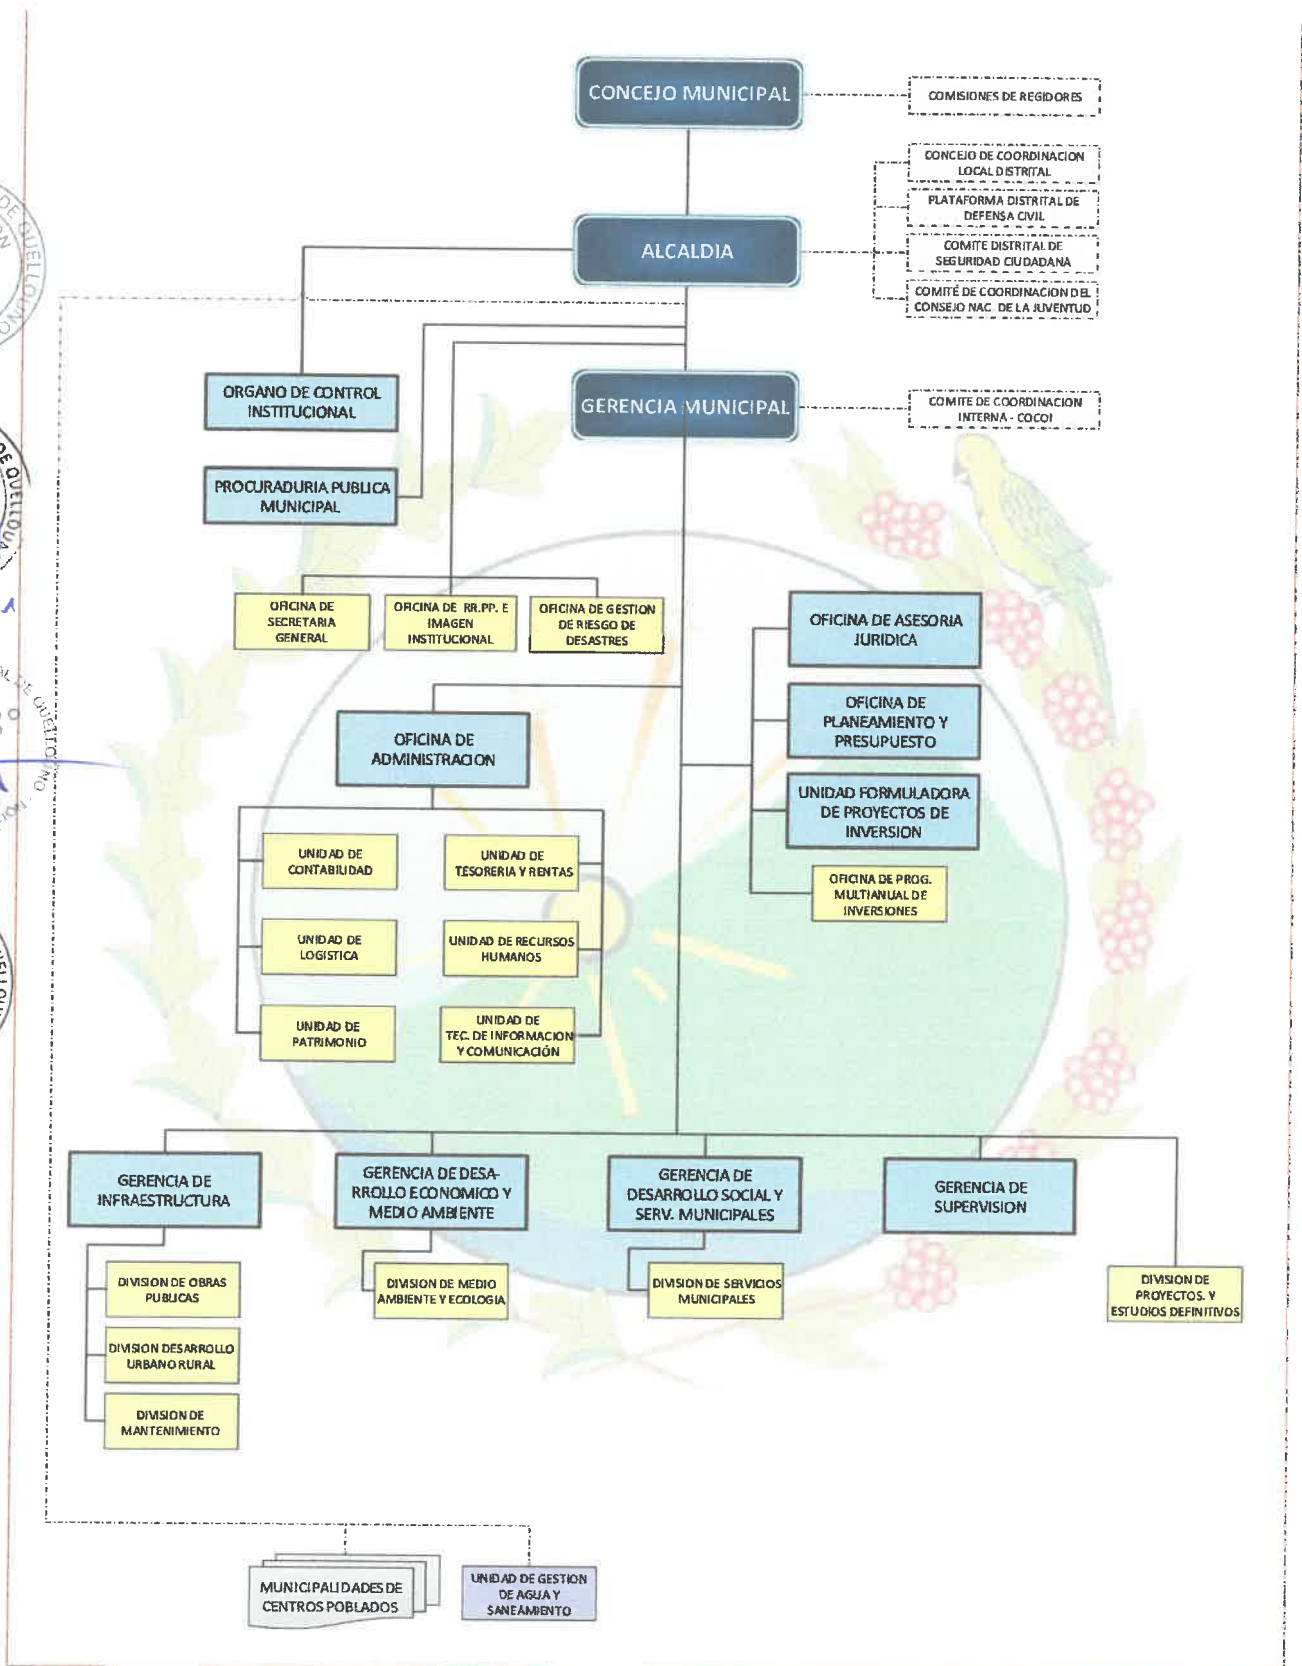 CONCEJO MUNICIPAL
COMISIONES DE REGIDORES
CONCEJO DE COORDINACION
LOCAL DISTRITAL
PLATAFORMA DISTRITAL DE
DEFENSA CIVIL
ALCALDIA
COMITE DISTRITAL DE
SEGURIDAD CIUDADANA
COMITÉ DE COORDINACION DEL
CONSEJO NAC. DE LA JUVENTUD
ORGANO DE CONTROL
INSTITUCIONAL
GERENCIA MUNICIPAL
COMITE DE COORDINACION
INTERNA - COCOI
PROCURADURIA PUBLICA
MUNICIPAL
OFICINA DE
SECRETARIA
GENERAL
OFICINA DE RR.PP. E
IMAGEN
INSTITUCIONAL
OFICINA DE GESTION
DE RIESGO DE
DESASTRES
OFICINA DE ASESORIA
JURIDICA
OFICINA DE
PLANEAMIENTO Y
PRESUPUESTO
OFICINA DE
ADMINISTRACION
UNIDAD FORMULADORA
DE PROYECTOS DE
INVERSION
UNIDAD DE
CONTABILIDAD
UNIDAD DE
TESORERIA Y RENTAS
OFICINA DE PROG.
MULTIANUAL DE
INVERSIONES
UNIDAD DE
LOGISTICA
UNIDAD DE RECURSOS
HUMANOS
UNIDAD DE
PATRIMONIO
UNIDAD DE
TEC. DE INFORMACION
Y COMUNICACIÓN
GERENCIA DE
INFRAESTRUCTURA
GERENCIA DE DESA-
RROLLO ECONOMICO Y
MEDIO AMBIENTE
GERENCIA DE
DESARROLLO SOCIAL Y
SERV. MUNICIPALES
GERENCIA DE
SUPERVISION
DIVISION DE OBRAS
PUBLICAS
DIVISION DE MEDIO
AMBIENTE Y ECOLOGIA
DIVISION DE SERVICIOS
MUNICIPALES
DIVISION DE
PROYECTOS. Y
ESTUDIOS DEFINITIVOS
DIVISION DESARROLLO
URBANO RURAL
DIVISION DE
MANTENIMIENTO
MUNICIPALIDADES DE
CENTROS POBLADOS
UNIDAD DE GESTION
DE AGUA Y
SANEAMIENTO
DE QUELLOUNO